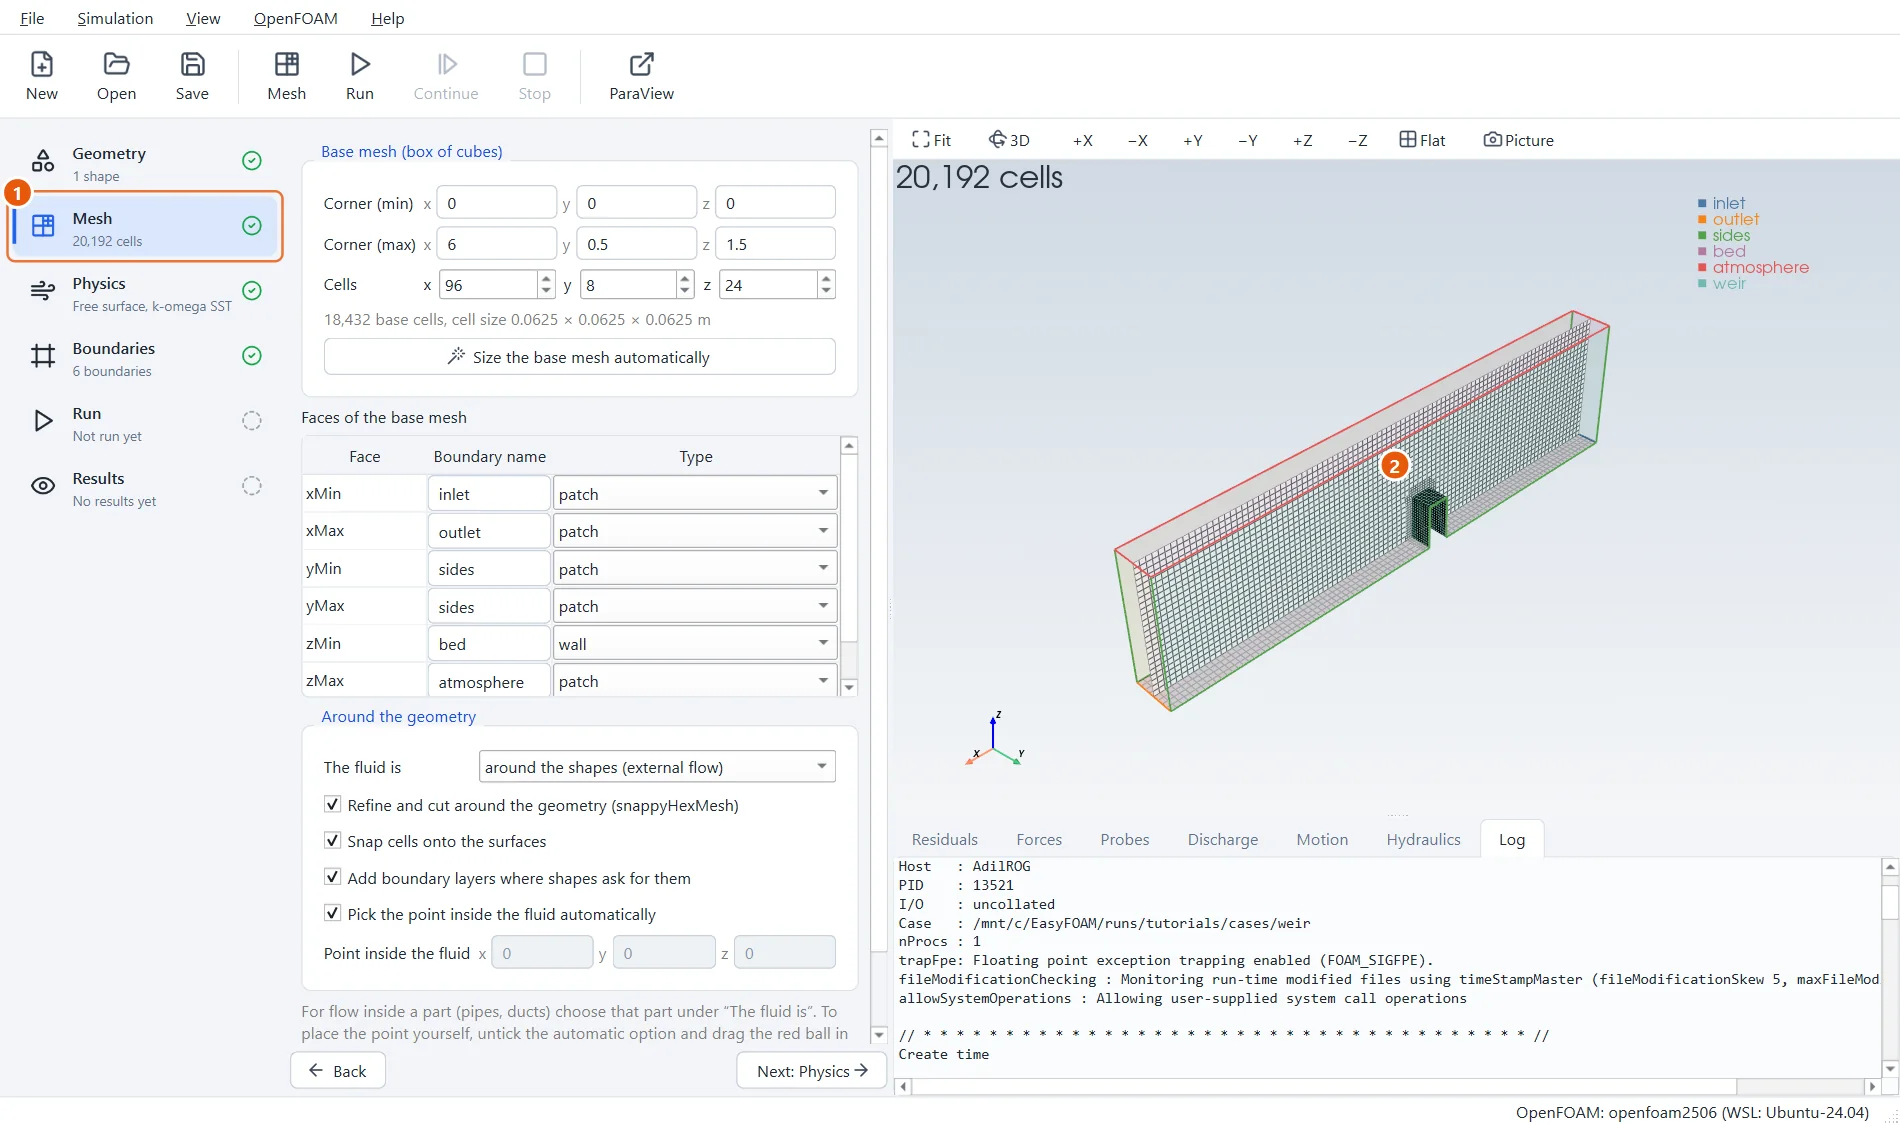 File Simulation View OpenFOAM Help
New Open Save Mesh Run Continue Stop ParaView
Geometry
1 shape
1
Mesh
20,192 cells
Physics
Free surface, k-omega SST
Boundaries
6 boundaries
Run
Not run yet
Results
No results yet
Base mesh (box of cubes)
Corner (min) x 0 y 0 z 0
Corner (max) x 6 y 0.5 z 1.5
Cells x 96 y 8 z 24
18,432 base cells, cell size 0.0625 × 0.0625 × 0.0625 m
Size the base mesh automatically
Faces of the base mesh
Face Boundary name Type
xMin inlet patch
xMax outlet patch
yMin sides patch
yMax sides patch
zMin bed wall
zMax atmosphere patch
Around the geometry
The fluid is around the shapes (external flow)
Refine and cut around the geometry (snappyHexMesh)
Snap cells onto the surfaces
Add boundary layers where shapes ask for them
Pick the point inside the fluid automatically
Point inside the fluid x 0 y 0 z 0
For flow inside a part (pipes, ducts) choose that part under “The fluid is”. To
place the point yourself, untick the automatic option and drag the red ball in
Back Next: Physics
Fit 3D +X −X +Y −Y +Z −Z Flat Picture
20,192 cells
inlet
outlet
sides
bed
atmosphere
weir
2
Z
X Y
Residuals Forces Probes Discharge Motion Hydraulics Log
Host : AdilROG
PID : 13521
I/O : uncollated
Case : /mnt/c/EasyFOAM/runs/tutorials/cases/weir
nProcs : 1
trapFpe: Floating point exception trapping enabled (FOAM_SIGFPE).
fileModificationChecking : Monitoring run-time modified files using timeStampMaster (fileModificationSkew 5, maxFileMod
allowSystemOperations : Allowing user-supplied system call operations
// * * * * * * * * * * * * * * * * * * * * * * * * * * * * * * * * * * * * * //
Create time
OpenFOAM: openfoam2506 (WSL: Ubuntu-24.04)